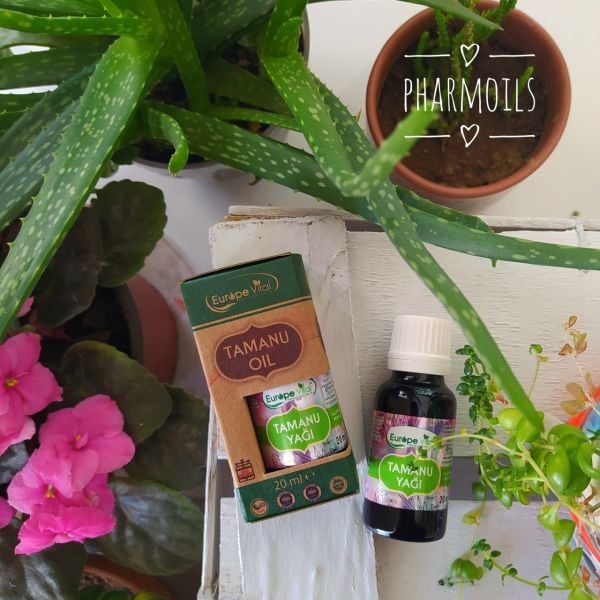 PHARMOILS
Europe Vital
TAMANU
OIL
Europe Vital
TAMANU
YAĞI
20 ml
Europe Vital
TAMANU
YAĞI